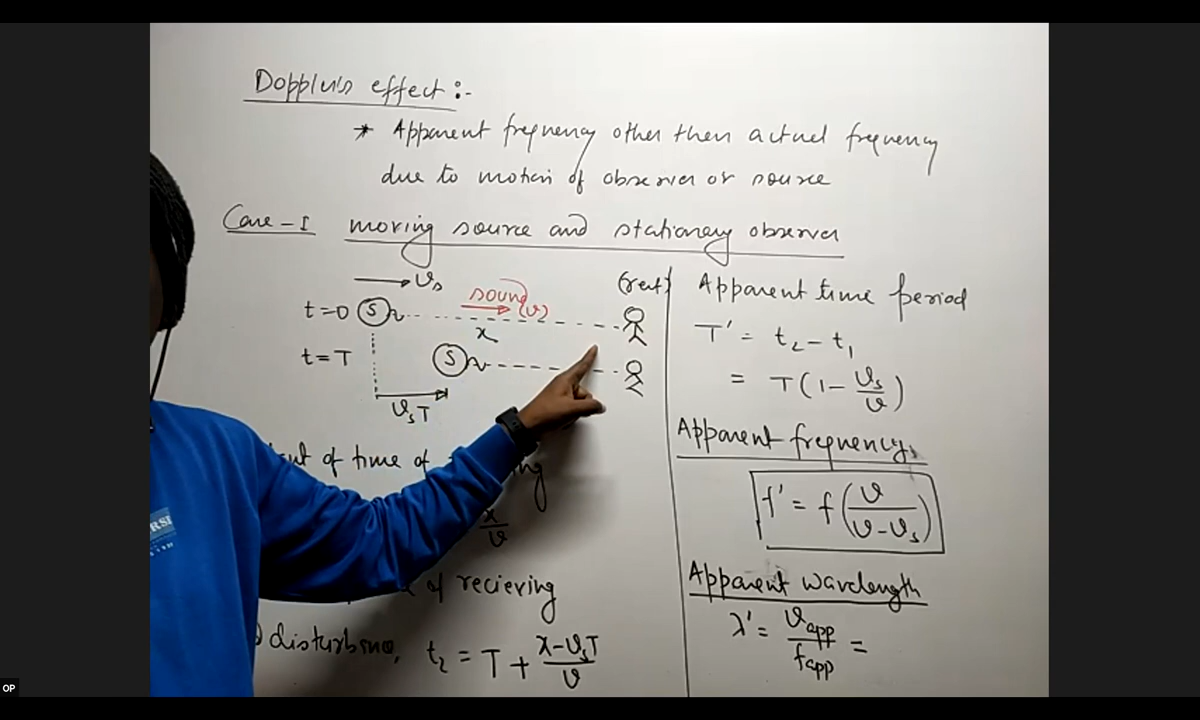 Doppler's effect :-
* Apparent frequency other then actual frequency
due to motion of observer or source
Case-I moving source and stationary observer
→ vs
t=0 S sound (v) (rest)
x
t=T S
vsT
of time of
x/v
of recieving
disturbance, t2 = T + (x-vsT)/v
Apparent time period
T' = t2 - t1
= T(1 - vs/v)
Apparent frequency
f' = f(v/(v-vs))
Apparent wavelength
λ' = vapp/fapp =
RSI
OP